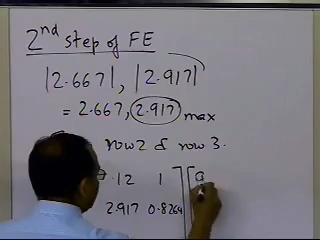 2nd step of FE
|2.667|, |2.917|
= 2.667, 2.917 max
row2 & row 3.
12 1 ] [ a
2.917 0.8264